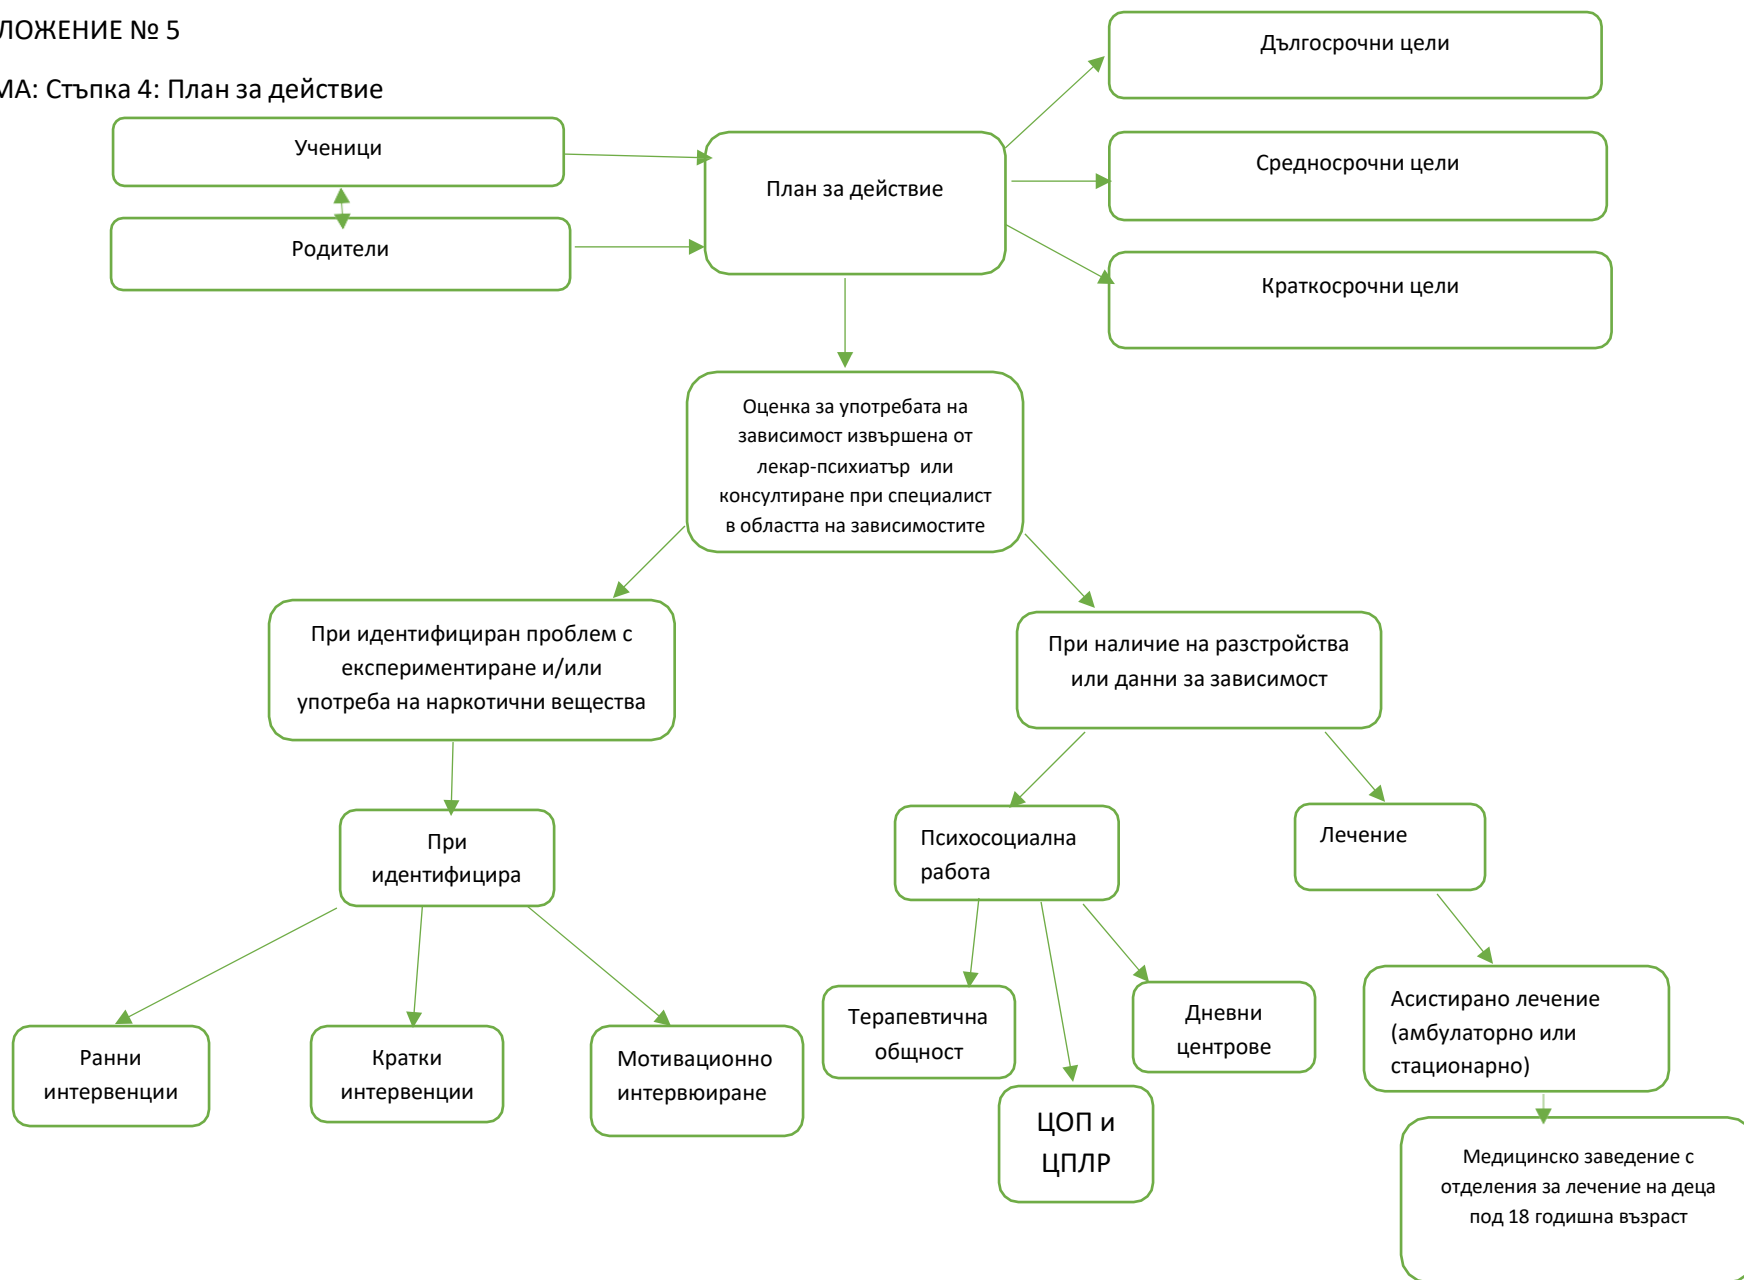 ЛОЖЕНИЕ № 5
МА: Стъпка 4: План за действие
Ученици
Родители
План за действие
Дългосрочни цели
Средносрочни цели
Краткосрочни цели
Оценка за употребата на
зависимост извършена от
лекар-психиатър или
консултиране при специалист
в областта на зависимостите
При идентифициран проблем с
експериментиране и/или
употреба на наркотични вещества
При наличие на разстройства
или данни за зависимост
При
идентифицира
Психосоциална
работа
Лечение
Ранни
интервенции
Кратки
интервенции
Мотивационно
интервюиране
Терапевтична
общност
ЦОП и
ЦПЛР
Дневни
центрове
Асистирано лечение
(амбулаторно или
стационарно)
Медицинско заведение с
отделения за лечение на деца
под 18 годишна възраст